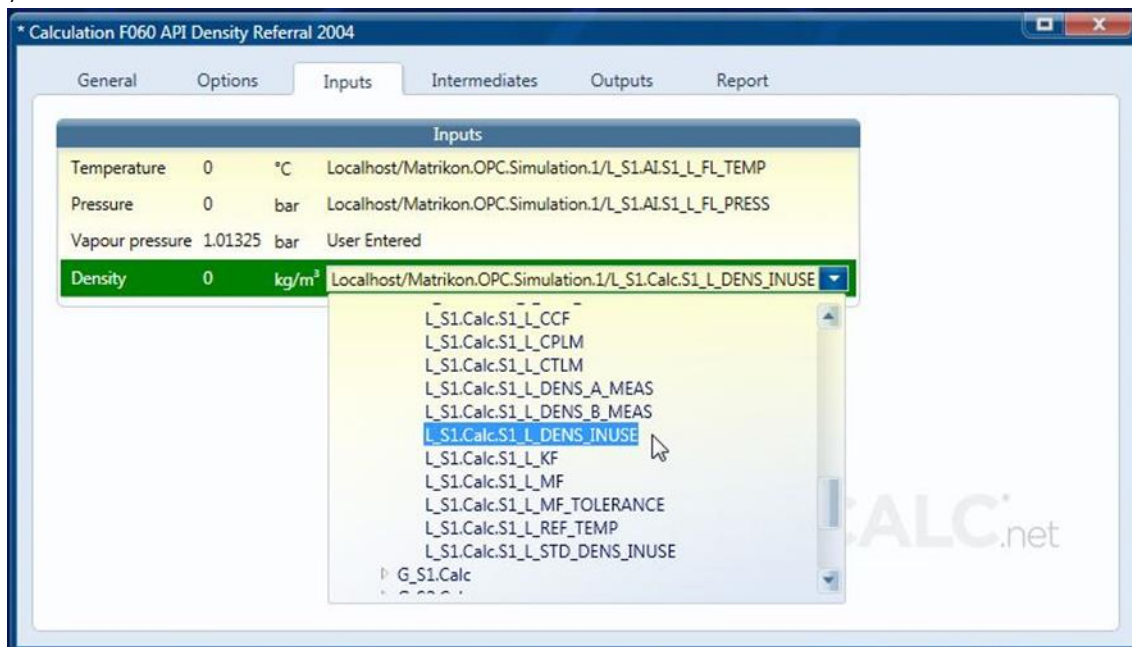 * Calculation F060 API Density Referral 2004
General Options Inputs Intermediates Outputs Report
Inputs
Temperature 0 °C Localhost/Matrikon.OPC.Simulation.1/L_S1.AI.S1_L_FL_TEMP
Pressure 0 bar Localhost/Matrikon.OPC.Simulation.1/L_S1.AI.S1_L_FL_PRESS
Vapour pressure 1.01325 bar User Entered
Density 0 kg/m³ Localhost/Matrikon.OPC.Simulation.1/L_S1.Calc.S1_L_DENS_INUSE
L_S1.Calc.S1_L_CCF
L_S1.Calc.S1_L_CPLM
L_S1.Calc.S1_L_CTLM
L_S1.Calc.S1_L_DENS_A_MEAS
L_S1.Calc.S1_L_DENS_B_MEAS
L_S1.Calc.S1_L_DENS_INUSE
L_S1.Calc.S1_L_KF
L_S1.Calc.S1_L_MF
L_S1.Calc.S1_L_MF_TOLERANCE
L_S1.Calc.S1_L_REF_TEMP
L_S1.Calc.S1_L_STD_DENS_INUSE
G_S1.Calc
ALC.net